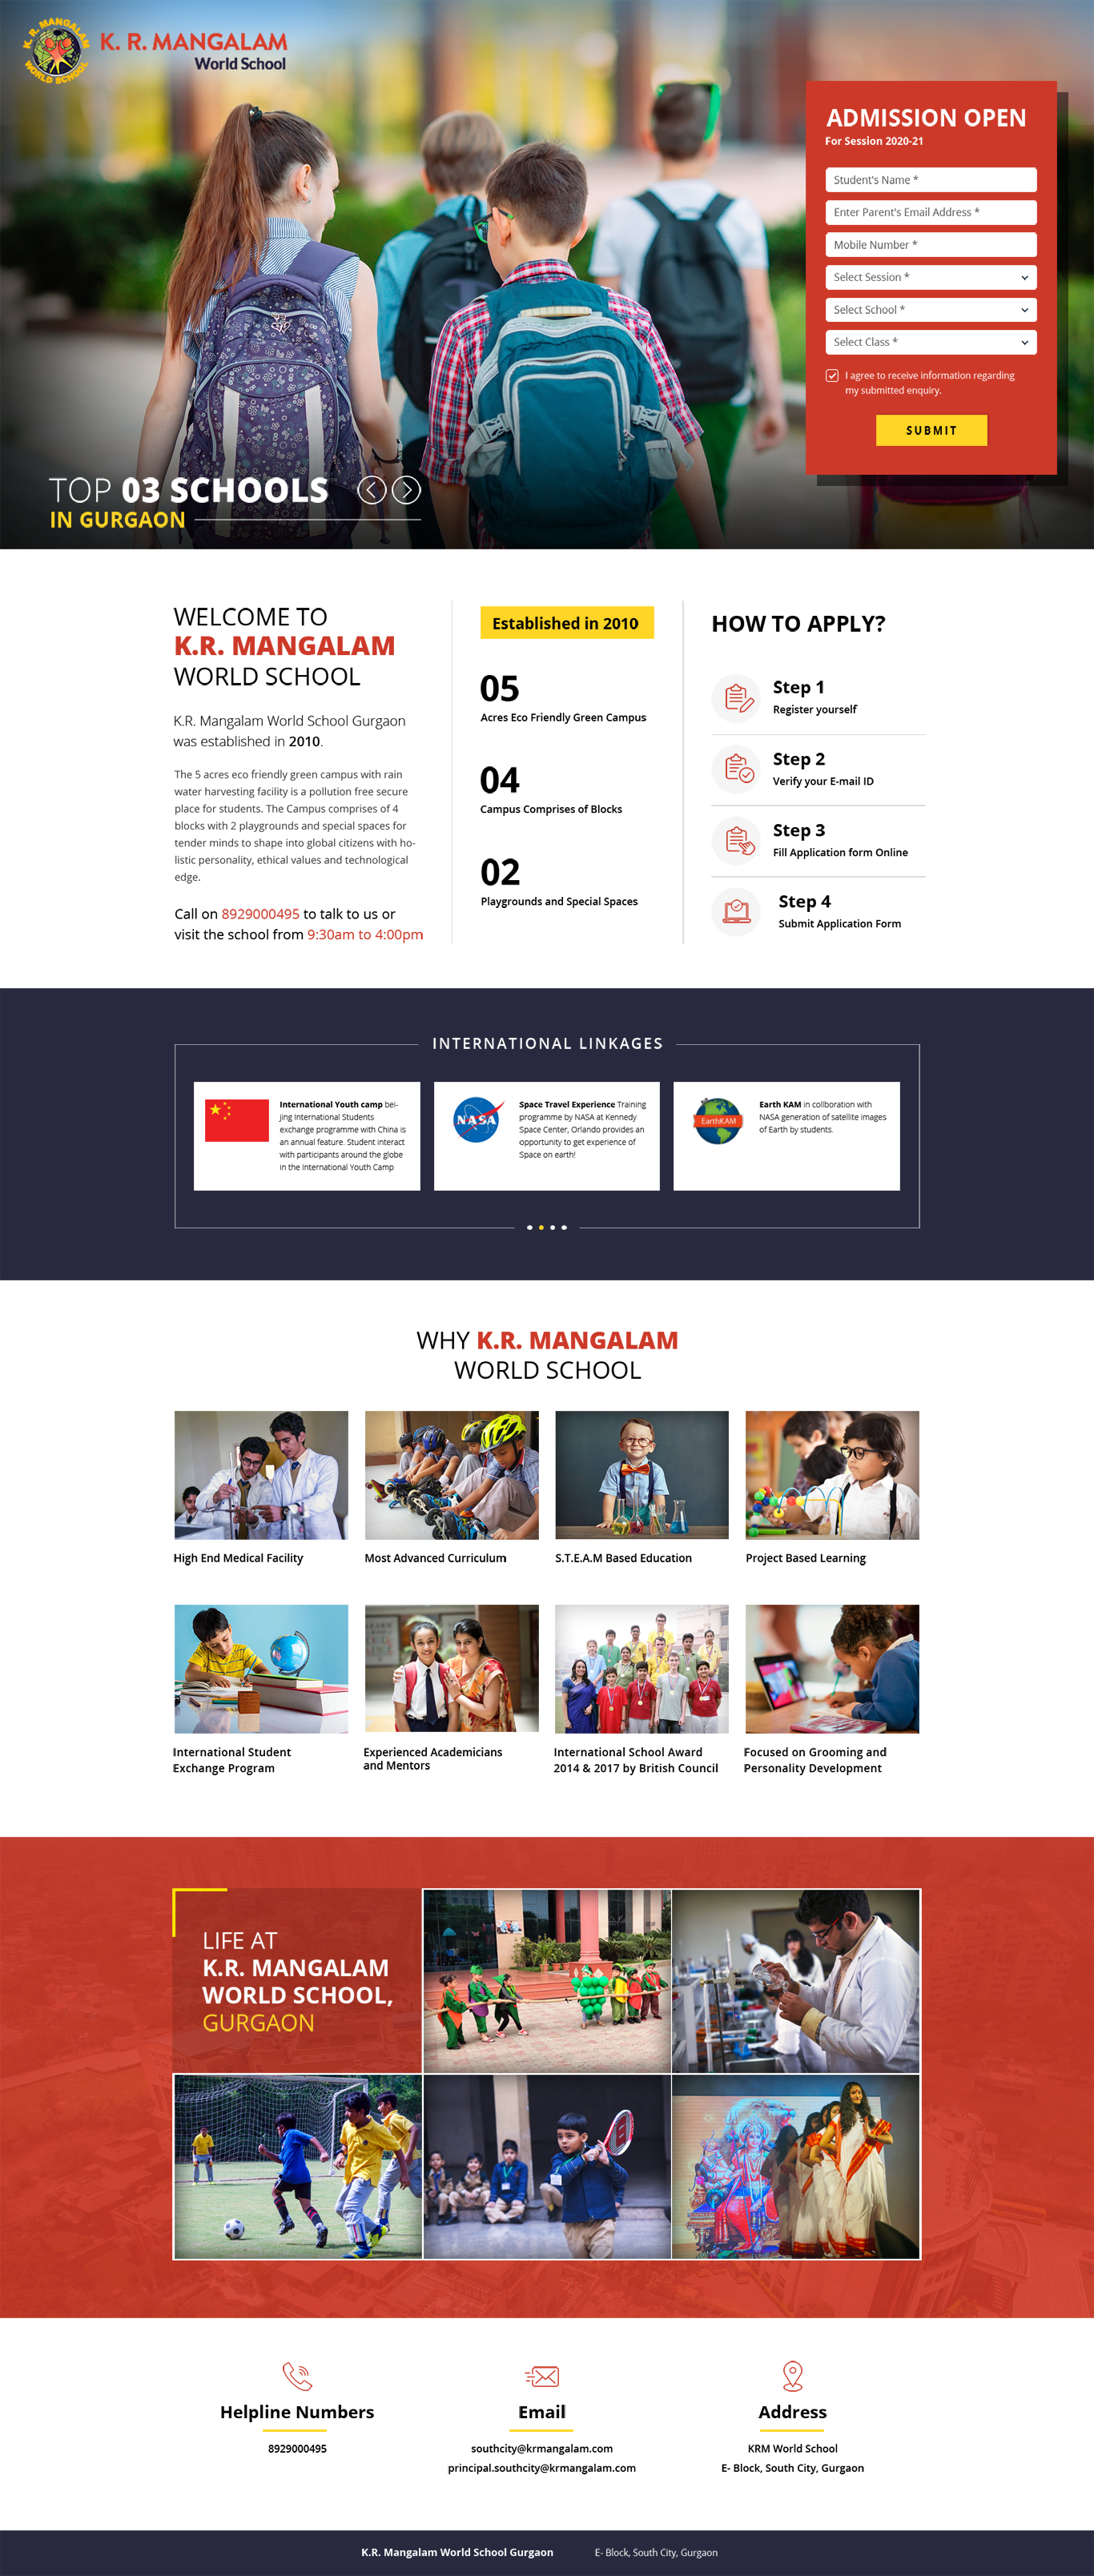 K. R. MANGALAM
WORLD SCHOOL
K. R. MANGALAM
World School
ADMISSION OPEN
For Session 2020-21
Student's Name *
Enter Parent's Email Address *
Mobile Number *
Select Session *
Select School *
Select Class *
I agree to receive information regarding
my submitted enquiry.
SUBMIT
TOP 03 SCHOOLS
IN GURGAON
WELCOME TO
K.R. MANGALAM
WORLD SCHOOL
K.R. Mangalam World School Gurgaon
was established in 2010.
The 5 acres eco friendly green campus with rain
water harvesting facility is a pollution free secure
place for students. The Campus comprises of 4
blocks with 2 playgrounds and special spaces for
tender minds to shape into global citizens with ho-
listic personality, ethical values and technological
edge.
Call on 8929000495 to talk to us or
visit the school from 9:30am to 4:00pm
Established in 2010
05
Acres Eco Friendly Green Campus
04
Campus Comprises of Blocks
02
Playgrounds and Special Spaces
HOW TO APPLY?
Step 1
Register yourself
Step 2
Verify your E-mail ID
Step 3
Fill Application form Online
Step 4
Submit Application Form
INTERNATIONAL LINKAGES
International Youth camp bei-
jing International Students
exchange programme with China is
an annual feature. Student interact
with participants around the globe
in the International Youth Camp
NASA
Space Travel Experience Training
programme by NASA at Kennedy
Space Center, Orlando provides an
opportunity to get experience of
Space on earth!
EarthKAM
Earth KAM in collboration with
NASA generation of satellite images
of Earth by students.
WHY K.R. MANGALAM
WORLD SCHOOL
High End Medical Facility
Most Advanced Curriculum
S.T.E.A.M Based Education
Project Based Learning
International Student
Exchange Program
Experienced Academicians
and Mentors
International School Award
2014 & 2017 by British Council
Focused on Grooming and
Personality Development
LIFE AT
K.R. MANGALAM
WORLD SCHOOL,
GURGAON
Helpline Numbers
8929000495
Email
southcity@krmangalam.com
principal.southcity@krmangalam.com
Address
KRM World School
E- Block, South City, Gurgaon
K.R. Mangalam World School Gurgaon
E- Block, South City, Gurgaon